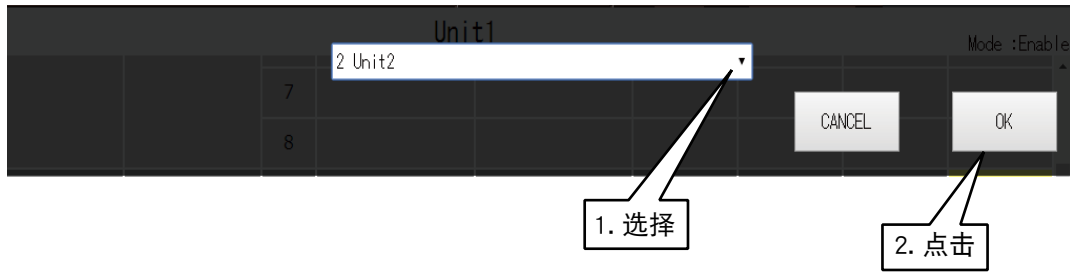 Unit1
Mode :Enable
2 Unit2
7
8
CANCEL
OK
1. 选择
2. 点击